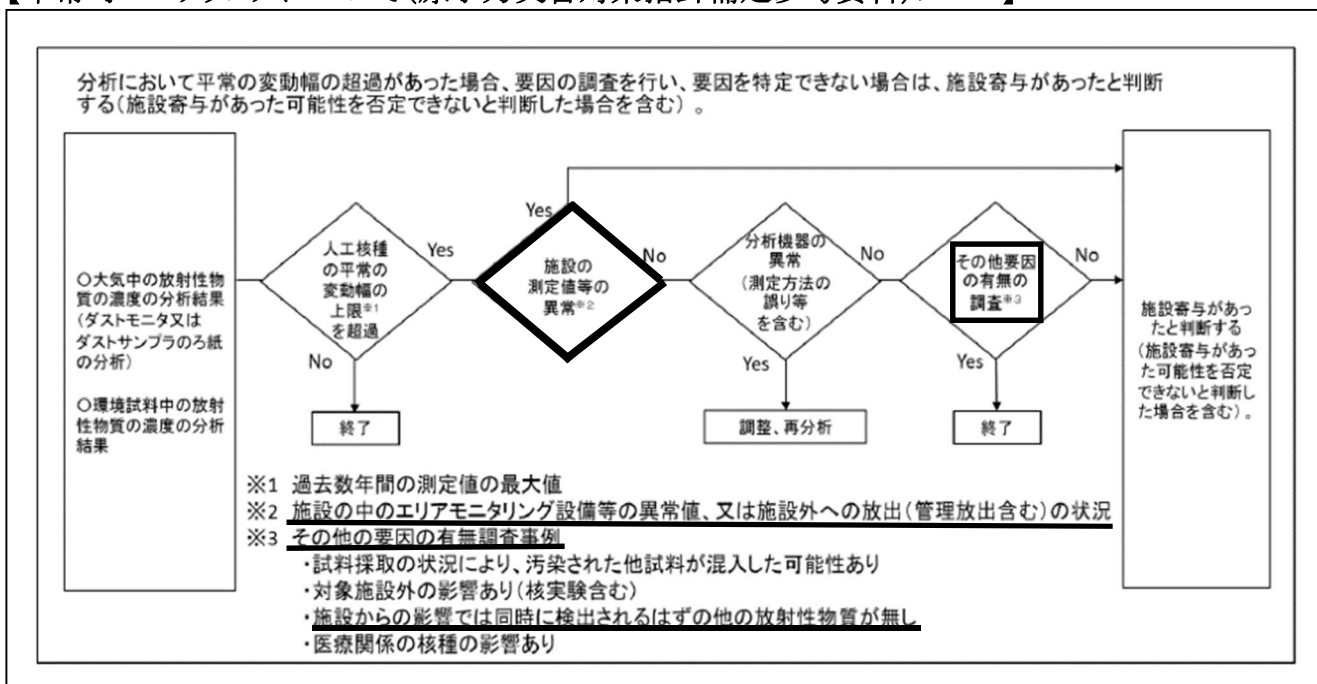 分析において平常の変動幅の超過があった場合、要因の調査を行い、要因を特定できない場合は、施設寄与があったと判断
する(施設寄与があった可能性を否定できないと判断した場合を含む)。
○大気中の放射性物
質の濃度の分析結果
(ダストモニタ又は
ダストサンプラのろ紙
の分析)
○環境試料中の放射
性物質の濃度の分析
結果
人工核種
の平常の
変動幅の
上限※1
を超過
Yes
No
終了
施設の
測定値等の
異常※2
Yes
No
分析機器の
異常
(測定方法の
誤り等
を含む)
No
Yes
調整、再分析
その他要因
の有無の
調査※3
No
Yes
終了
施設寄与があっ
たと判断する
(施設寄与があっ
た可能性を否定
できないと判断し
た場合を含む)。
※1 過去数年間の測定値の最大値
※2 施設の中のエリアモニタリング設備等の異常値、又は施設外への放出(管理放出含む)の状況
※3 その他の要因の有無調査事例
・試料採取の状況により、汚染された他試料が混入した可能性あり
・対象施設外の影響あり(核実験含む)
・施設からの影響では同時に検出されるはずの他の放射性物質が無し
・医療関係の核種の影響あり